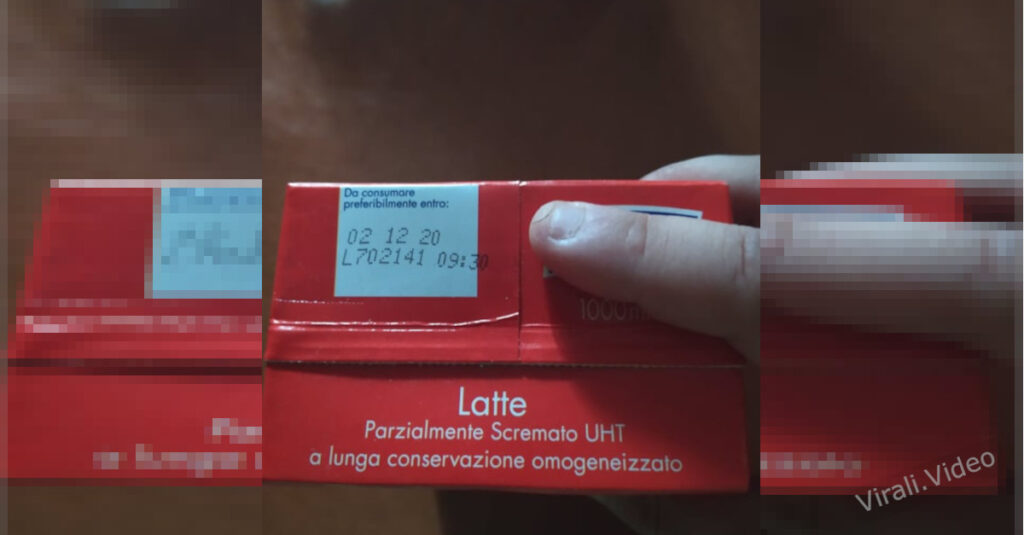 Da consumare
preferibilmente entro:
02 12 20
L702141 09:30
Latte
Parzialmente Scremato UHT
a lunga conservazione omogeneizzato
Virali.Video